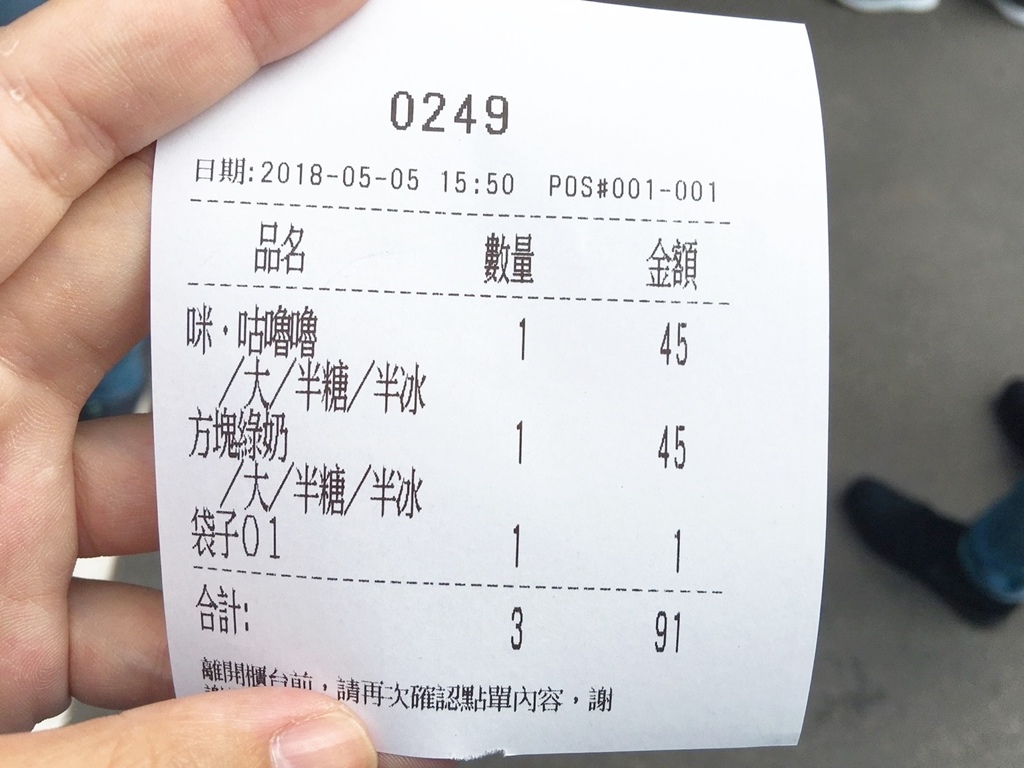 0249
日期:2018-05-05 15:50 POS#001-001
品名 數量 金額
咪·咕嚕嚕 1 45
/大/半糖/半冰
方塊綠奶 1 45
/大/半糖/半冰
袋子01 1 1
合計: 3 91
離開櫃台前，請再次確認點單內容，謝